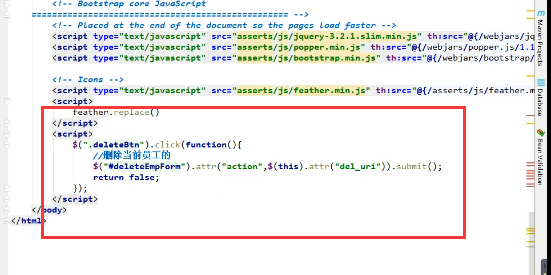 <!-- Bootstrap core JavaScript
================================================== -->
<!-- Placed at the end of the document so the pages load faster -->
<script type="text/javascript" src="asserts/js/jquery-3.2.1.slim.min.js" th:src="@{/webjars/jq
<script type="text/javascript" src="asserts/js/popper.min.js" th:src="@{/webjars/popper.js/1.1
<script type="text/javascript" src="asserts/js/bootstrap.min.js" th:src="@{/webjars/bootstrap/
<!-- Icons -->
<script type="text/javascript" src="asserts/js/feather.min.js" th:src="@{/asserts/js/feather.m
<script>
feather.replace()
</script>
<script>
$(".deleteBtn").click(function(){
//删除当前员工的
$("#deleteEmpForm").attr("action",$(this).attr("del_uri")).submit();
return false;
});
</script>
</body>
</html>
Maven Projects
Database
Bean Validation